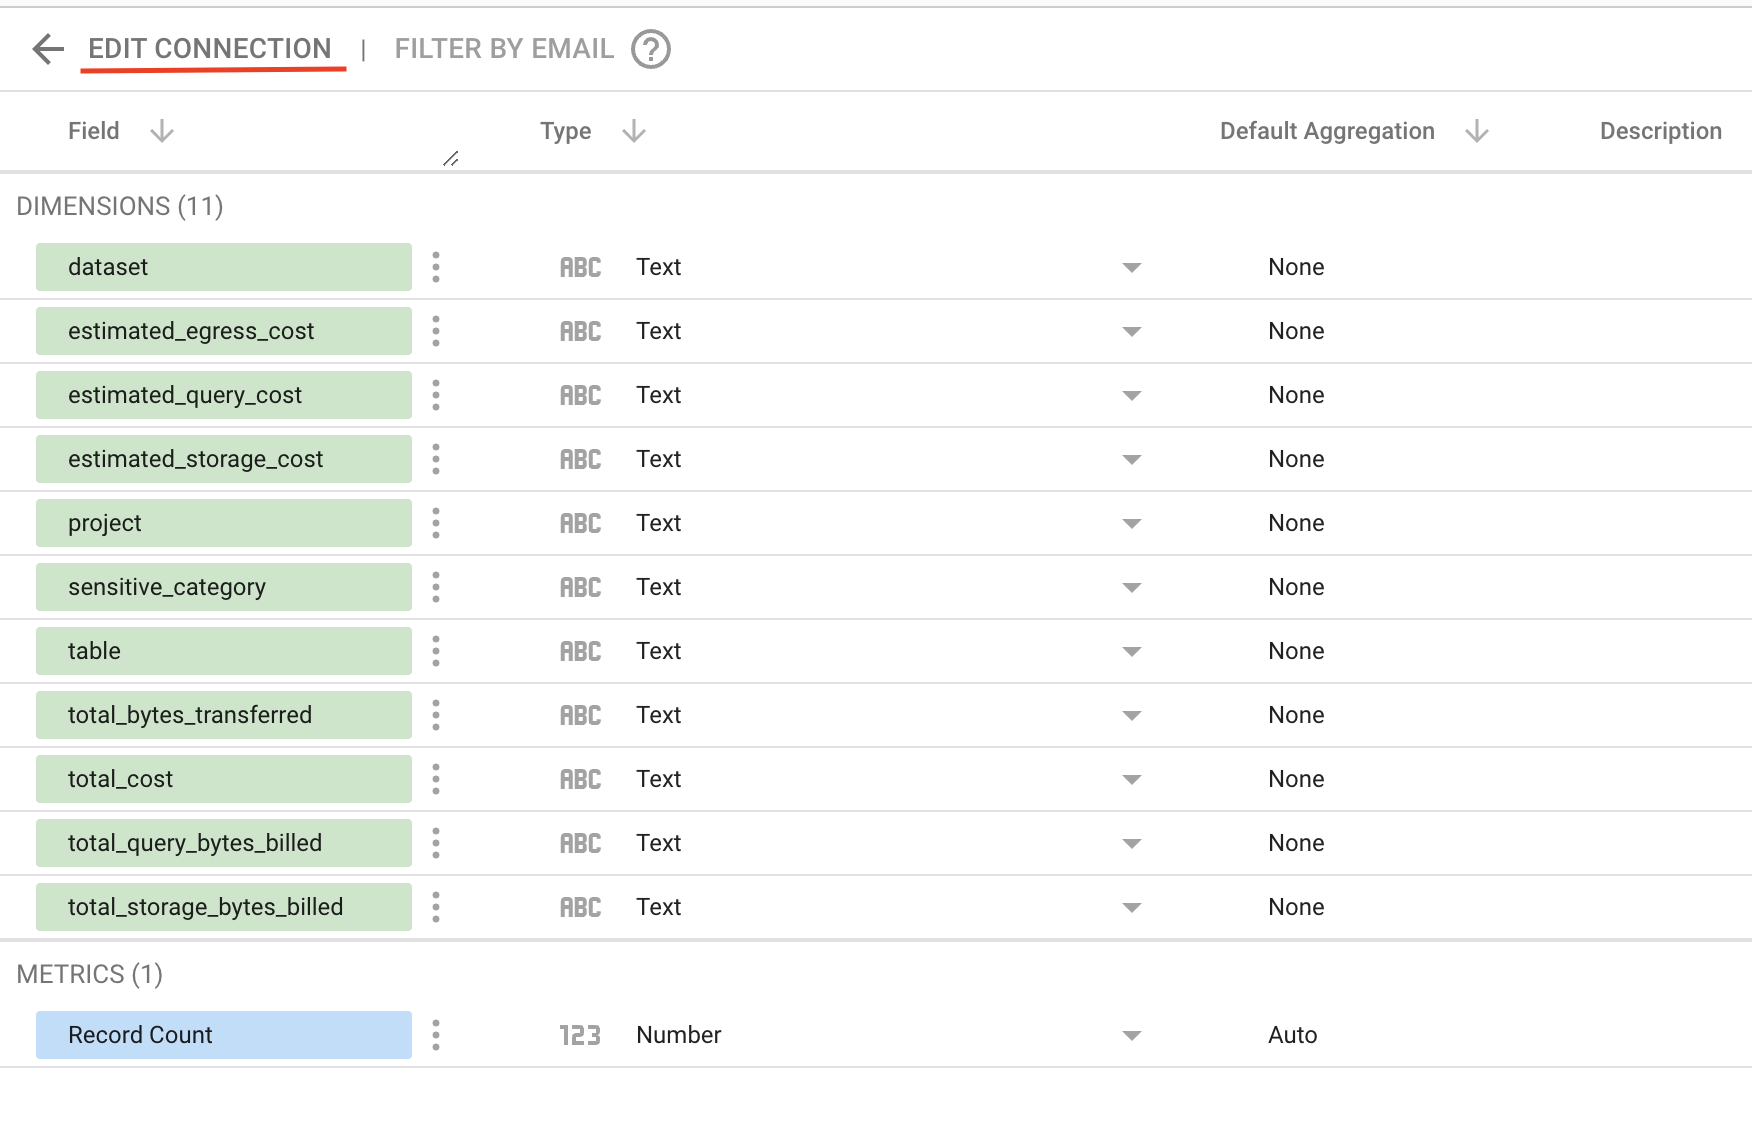 EDIT CONNECTION | FILTER BY EMAIL ?
Field Type Default Aggregation Description
DIMENSIONS (11)
dataset ABC Text None
estimated_egress_cost ABC Text None
estimated_query_cost ABC Text None
estimated_storage_cost ABC Text None
project ABC Text None
sensitive_category ABC Text None
table ABC Text None
total_bytes_transferred ABC Text None
total_cost ABC Text None
total_query_bytes_billed ABC Text None
total_storage_bytes_billed ABC Text None
METRICS (1)
Record Count 123 Number Auto